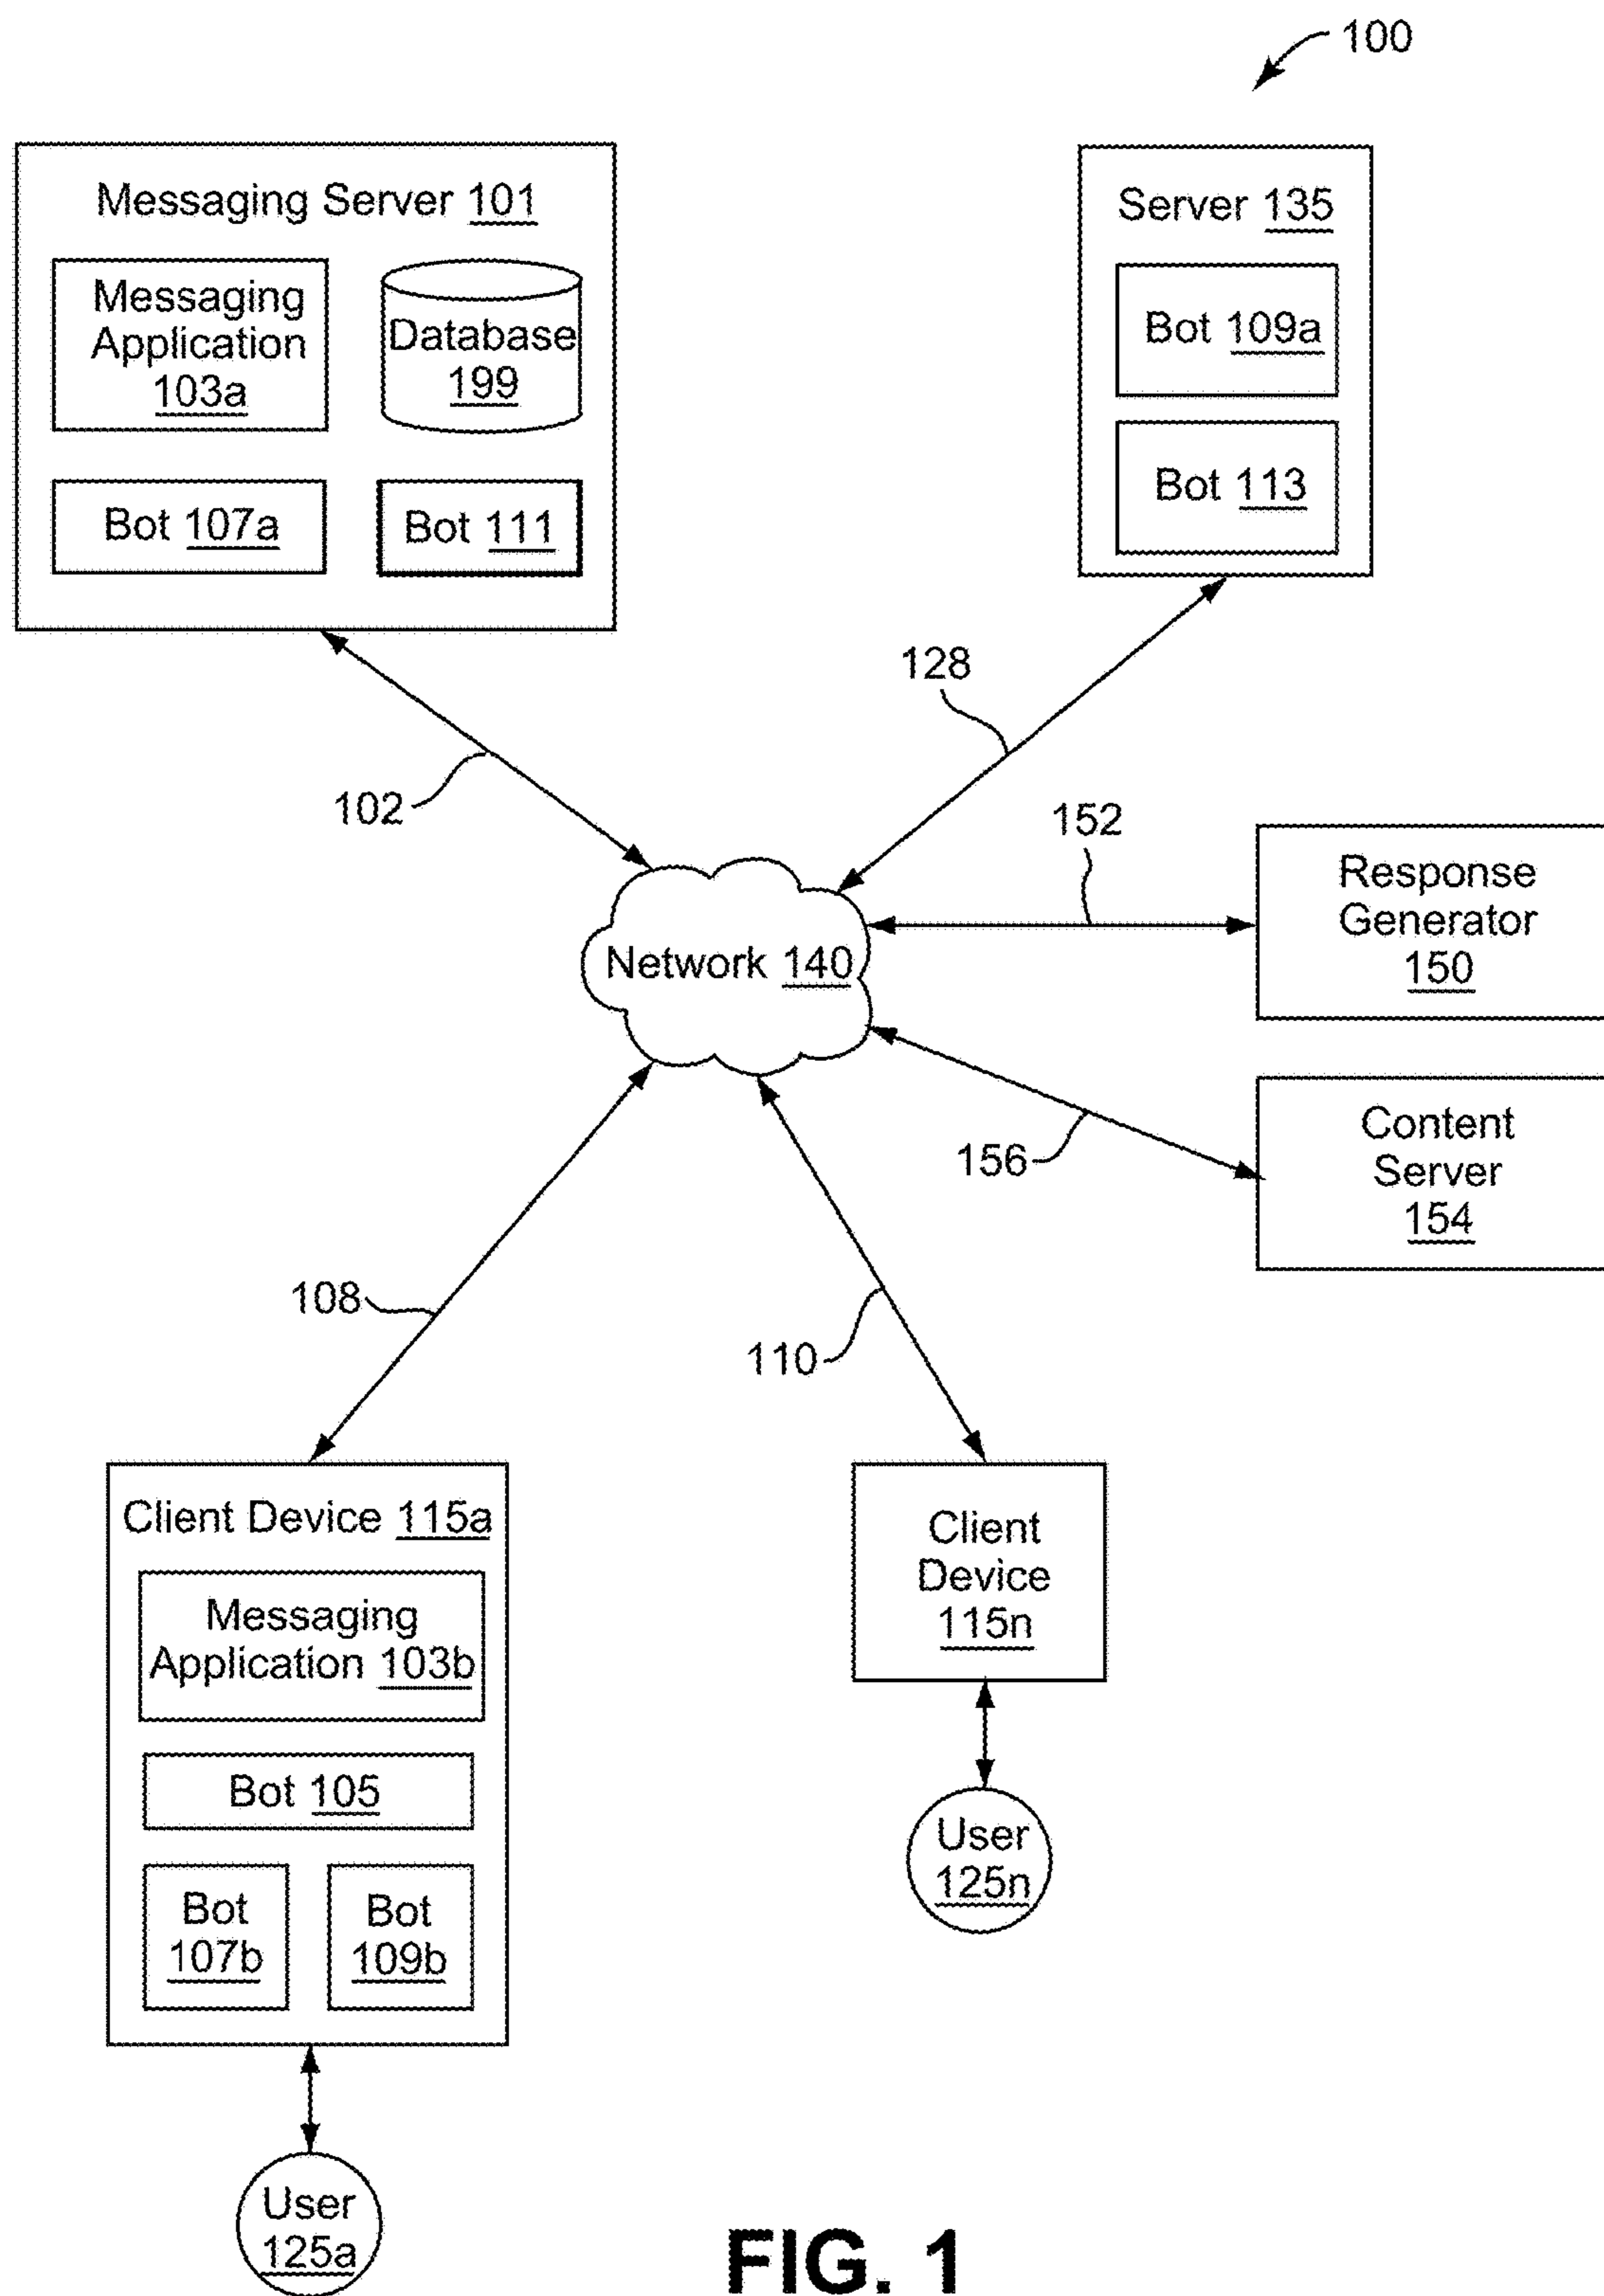 100
Messaging Server 101
Messaging
Application
103a
Database
199
Bot 107a
Bot 111
Server 135
Bot 109a
Bot 113
128
102
152
Response
Generator
150
Network 140
Content
Server
154
156
108
110
Client Device 115a
Messaging
Application 103b
Bot 105
Bot
107b
Bot
109b
Client
Device
115n
User
125n
User
125a
FIG. 1